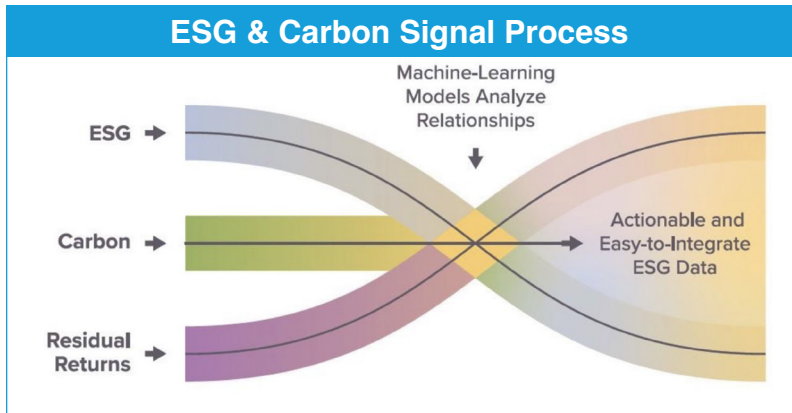 ESG & Carbon Signal Process
Machine-Learning
Models Analyze
Relationships
ESG
Carbon
Actionable and
Easy-to-Integrate
ESG Data
Residual
Returns